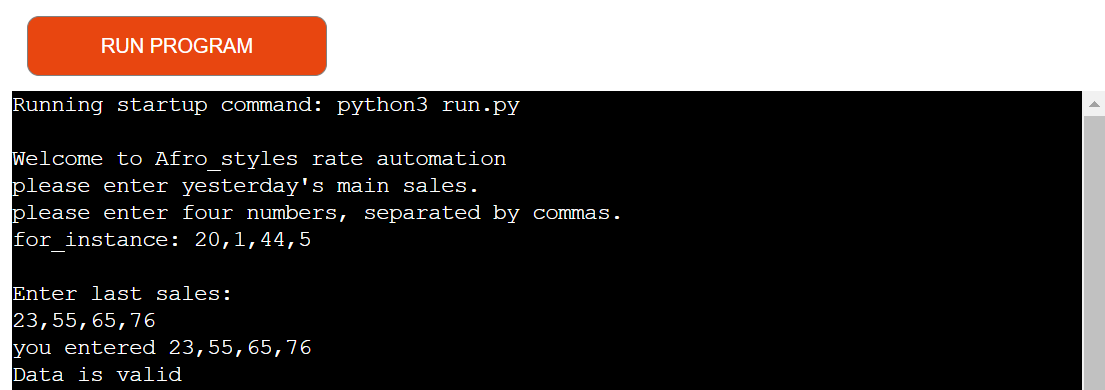 RUN PROGRAM
Running startup command: python3 run.py
Welcome to Afro_styles rate automation
please enter yesterday's main sales.
please enter four numbers, separated by commas.
for_instance: 20,1,44,5
Enter last sales:
23,55,65,76
you entered 23,55,65,76
Data is valid